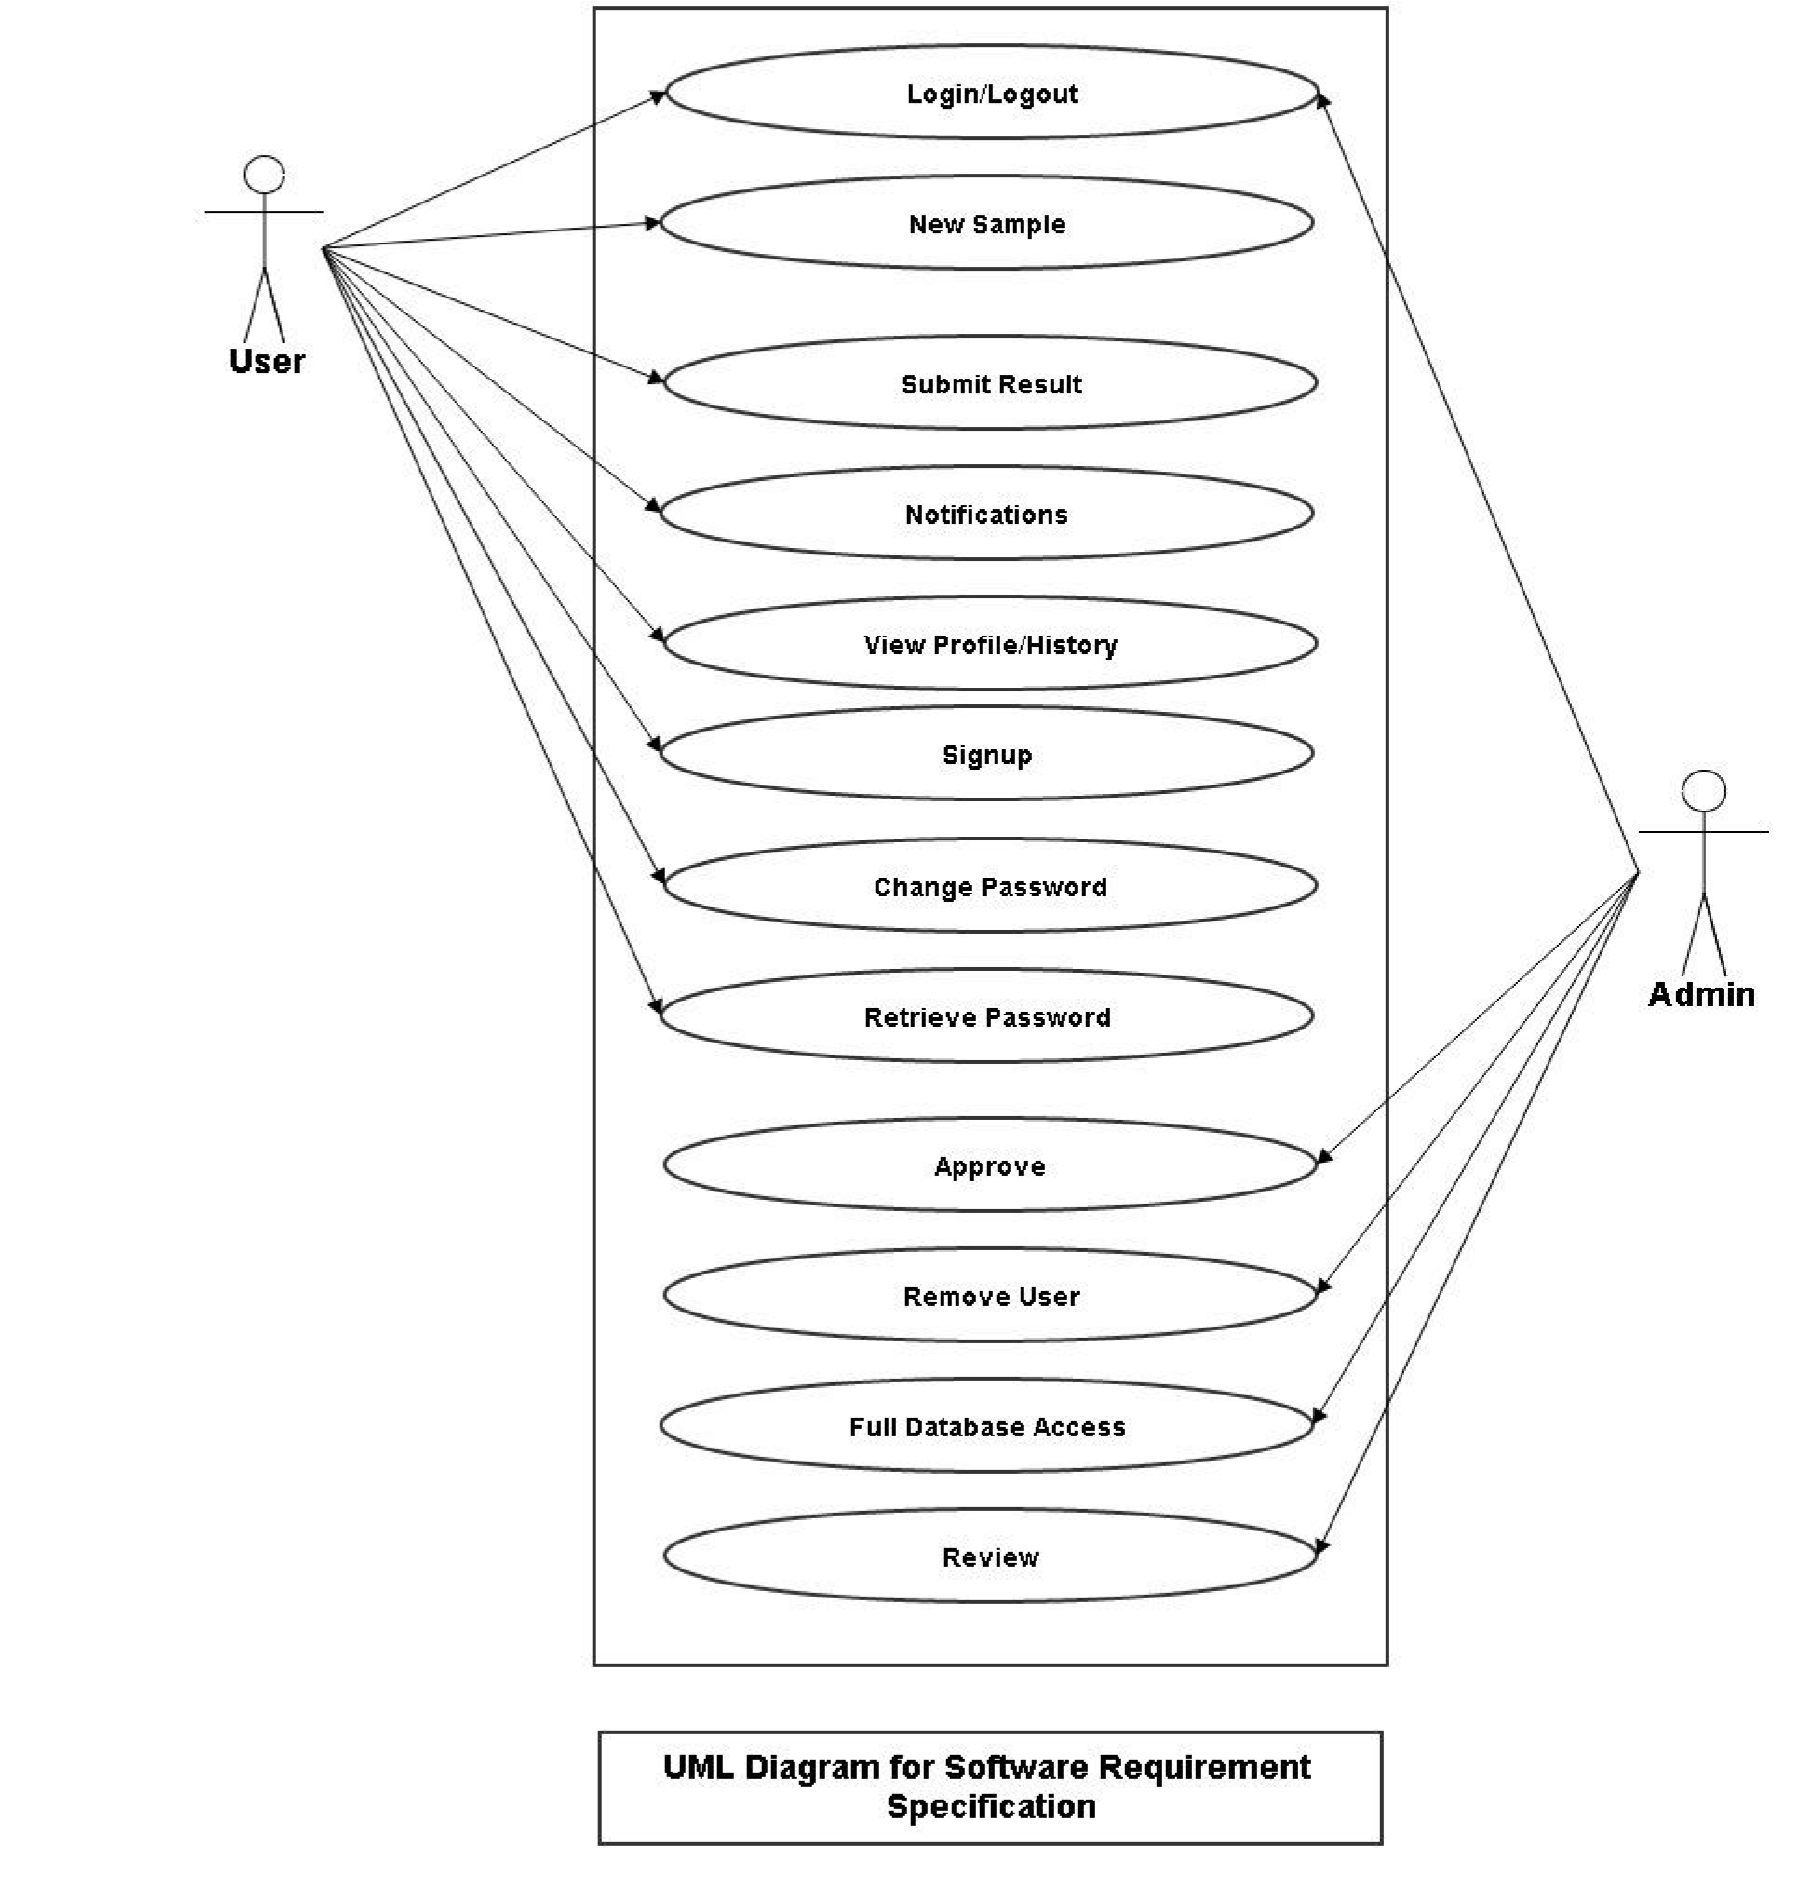 Login/Logout
New Sample
User
Submit Result
Notifications
View Profile/History
Signup
Change Password
Admin
Retrieve Password
Approve
Remove User
Full Database Access
Review
UML Diagram for Software Requirement
Specification